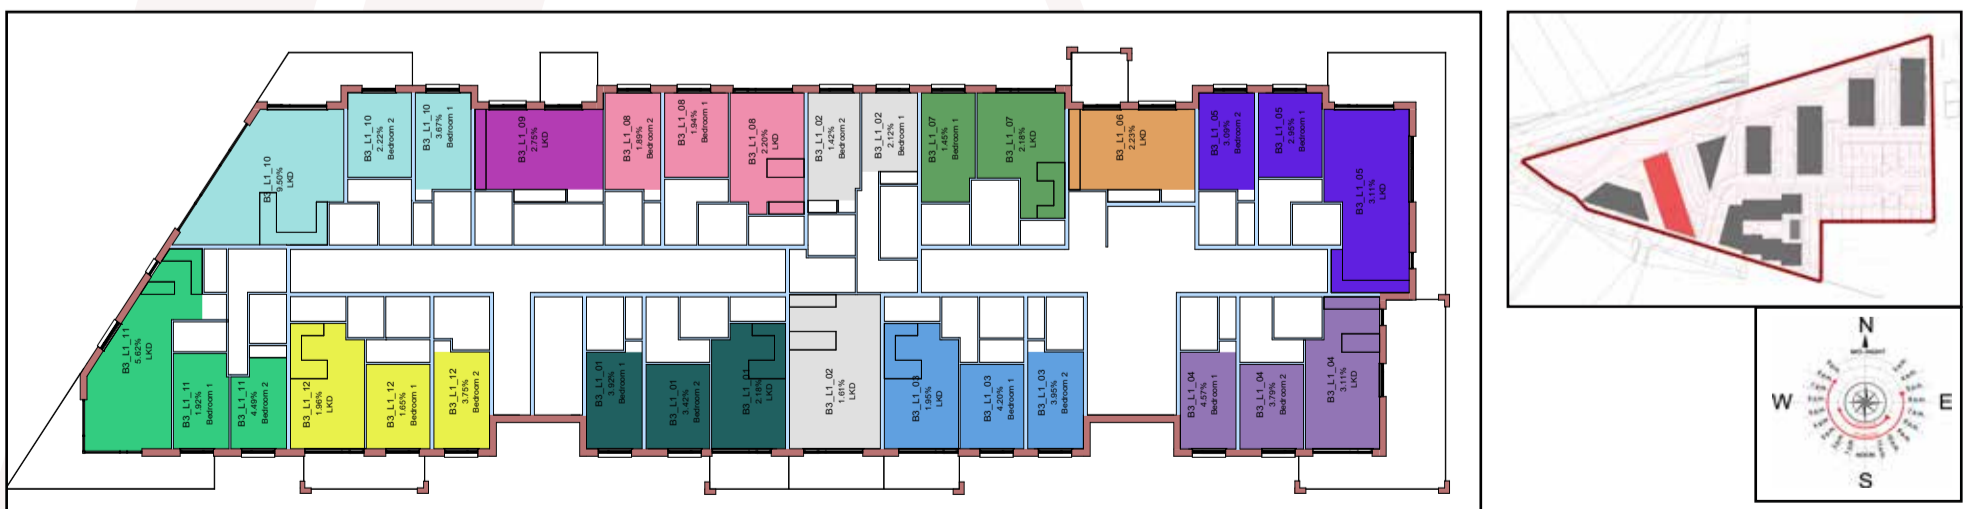 B3_L1_10
9.50%
LKD
B3_L1_10
2.22%
Bedroom 2
B3_L1_10
3.67%
Bedroom 1
B3_L1_09
2.75%
LKD
B3_L1_08
1.89%
Bedroom 2
B3_L1_08
1.94%
Bedroom 1
B3_L1_08
2.20%
LKD
B3_L1_02
1.42%
Bedroom 2
B3_L1_02
2.12%
Bedroom 1
B3_L1_07
1.45%
Bedroom 1
B3_L1_07
2.18%
LKD
B3_L1_06
2.23%
LKD
B3_L1_05
3.09%
Bedroom 2
B3_L1_05
2.95%
Bedroom 1
B3_L1_05
3.11%
LKD
B3_L1_11
5.62%
LKD
B3_L1_11
1.92%
Bedroom 1
B3_L1_11
4.49%
Bedroom 2
B3_L1_12
1.96%
LKD
B3_L1_12
1.65%
Bedroom 1
B3_L1_12
3.75%
Bedroom 2
B3_L1_01
3.92%
Bedroom 1
B3_L1_01
3.42%
Bedroom 2
B3_L1_01
2.18%
LKD
B3_L1_02
1.61%
LKD
B3_L1_03
1.95%
LKD
B3_L1_03
4.20%
Bedroom 1
B3_L1_03
3.95%
Bedroom 2
B3_L1_04
4.57%
Bedroom 1
B3_L1_04
3.79%
Bedroom 2
B3_L1_04
3.11%
LKD
N
W
E
S